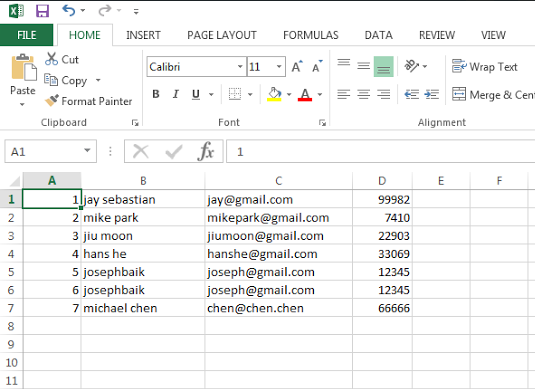 FILE HOME INSERT PAGE LAYOUT FORMULAS DATA REVIEW VIEW
Paste
Cut
Copy
Format Painter
Clipboard
Calibri 11 A A
B I U A
Font
Wrap Text
Merge & Cen
Alignment
A1 fx 1
A B C D E F
1 1 jay sebastian jay@gmail.com 99982
2 2 mike park mikepark@gmail.com 7410
3 3 jiu moon jiumoon@gmail.com 22903
4 4 hans he hanshe@gmail.com 33069
5 5 josephbaik joseph@gmail.com 12345
6 6 josephbaik joseph@gmail.com 12345
7 7 michael chen chen@chen.chen 66666
8
9
10
11